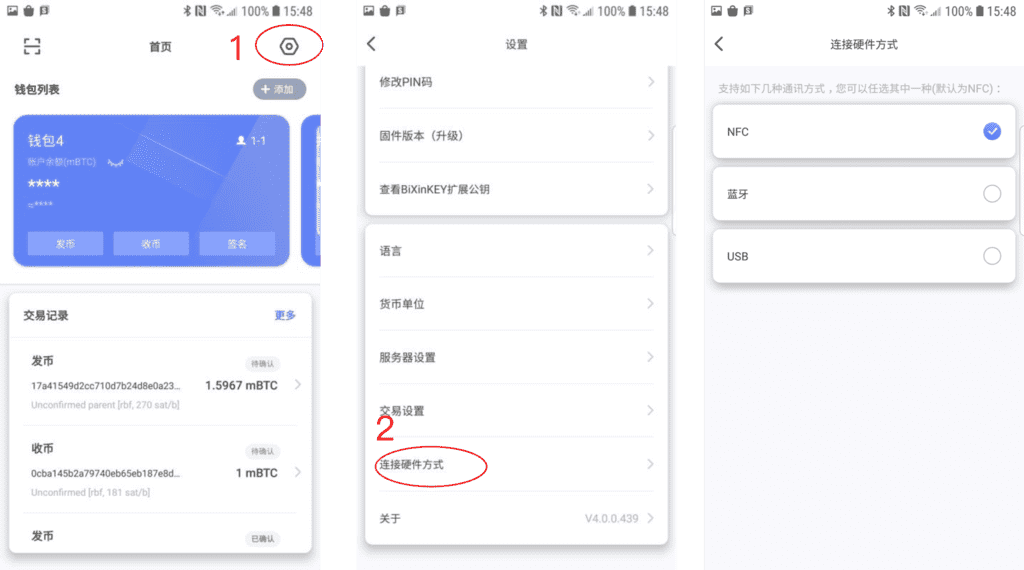 100% 15:48
首页
1
钱包列表
+ 添加
钱包4
1-1
账户余额(mBTC)
****
≈****
发币
收币
签名
交易记录
更多
发币
待确认
17a41549d2cc710d7b24d8e0a23...
1.5967 mBTC
Unconfirmed parent [rbf, 270 sat/b]
收币
待确认
0cba145b2a79740eb65eb187e8d...
1 mBTC
Unconfirmed [rbf, 181 sat/b]
发币
已确认
100% 15:48
设置
修改PIN码
固件版本（升级）
查看BiXinKEY扩展公钥
语言
货币单位
服务器设置
交易设置
2
连接硬件方式
关于
V4.0.0.439
100% 15:48
连接硬件方式
支持如下几种通讯方式，您可以任选其中一种(默认为NFC)：
NFC
蓝牙
USB